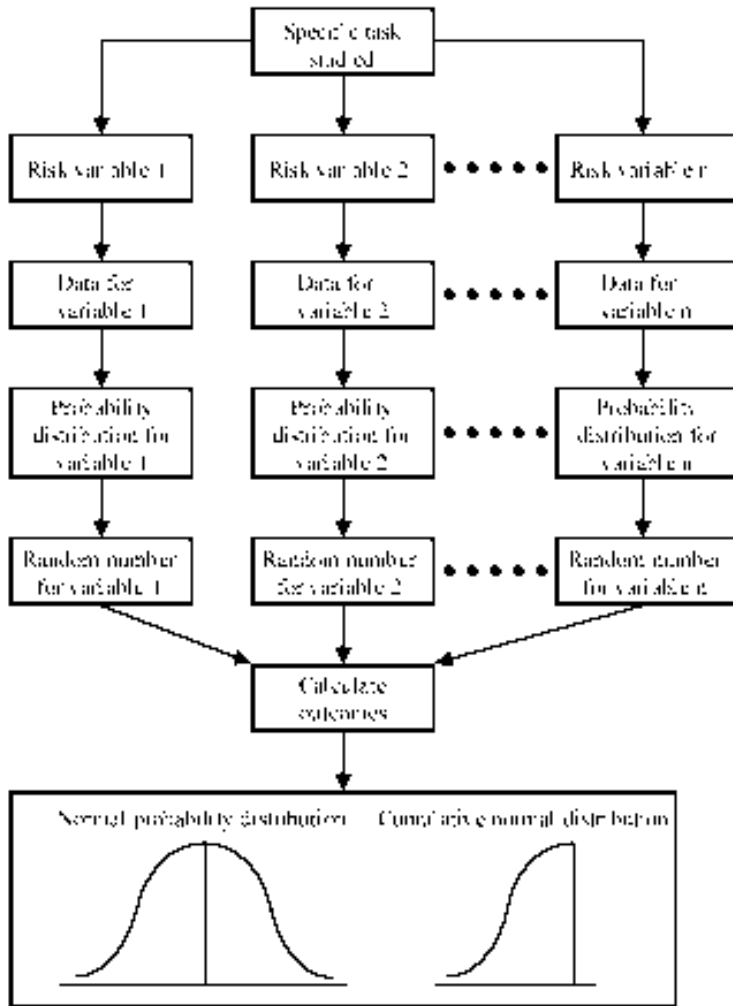 Specific task
studied
Risk variable 1
Risk variable 2
Risk variable n
Data for
variable 1
Data for
variable 2
Data for
variable n
Probability
distribution for
variable 1
Probability
distribution for
variable 2
Probability
distribution for
variable n
Random number
for variable 1
Random number
for variable 2
Random number
for variable n
Calculate
outcomes
Normal probability distribution
Cumulative normal distribution